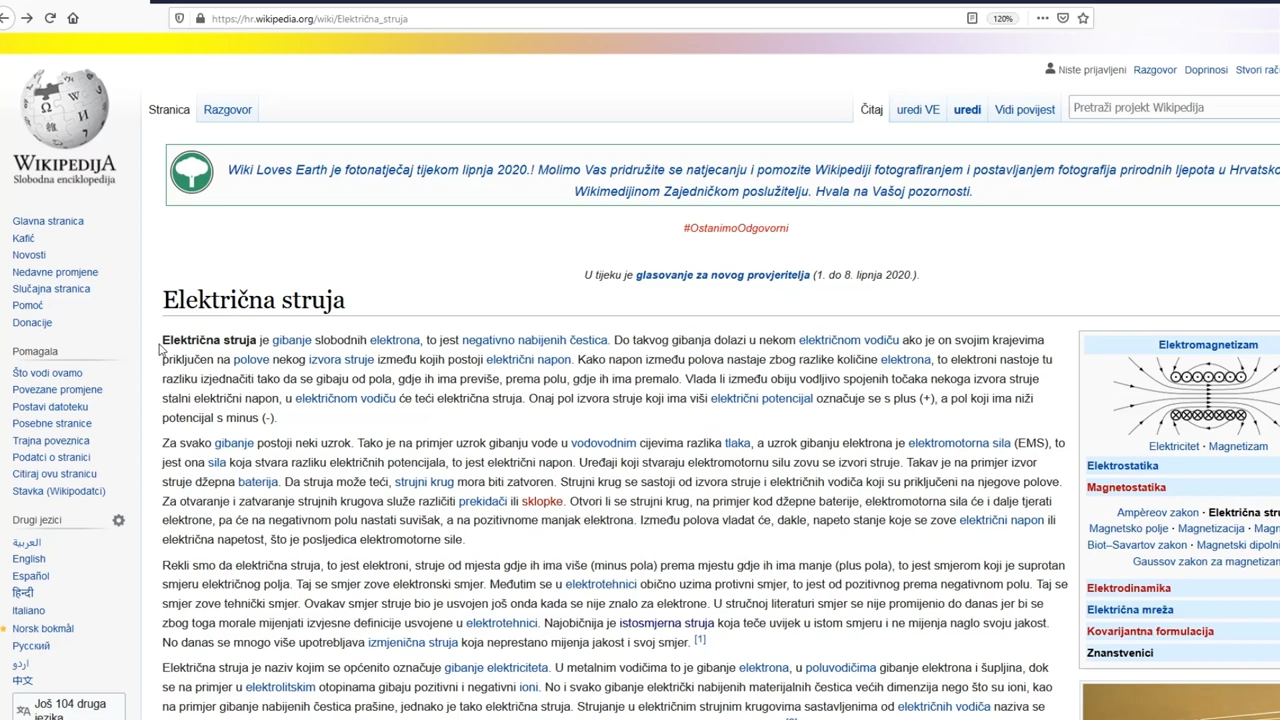 https://hr.wikipedia.org/wiki/Električna_struja
120%
Niste prijavljeni Razgovor Doprinosi Stvori
Stranica Razgovor Čitaj uredi VE uredi Vidi povijest Pretraži projekt Wikipedija
WIKIPEDIJA
Slobodna enciklopedija
Glavna stranica
Kafić
Novosti
Nedavne promjene
Slučajna stranica
Pomoć
Donacije
Pomagala
Što vodi ovamo
Povezane promjene
Postavi datoteku
Posebne stranice
Trajna poveznica
Podatci o stranici
Citiraj ovu stranicu
Stavka (Wikipodatci)
Drugi jezici
العربية
English
Español
हिन्दी
Italiano
Norsk bokmål
Русский
اردو
中文
Još 104 druga
jezika
Wiki Loves Earth je fotonatječaj tijekom lipnja 2020.! Molimo Vas pridružite se natjecanju i pomozite Wikipediji fotografiranjem i postavljanjem fotografija prirodnih ljepota u
Wikimedijinom Zajedničkom poslužitelju. Hvala na Vašoj pozornosti.
#OstanimoOdgovorni
U tijeku je glasovanje za novog provjeritelja (1. do 8. lipnja 2020.).
Električna struja
Električna struja je gibanje slobodnih elektrona, to jest negativno nabijenih čestica. Do takvog gibanja dolazi u nekom električnom vodiču ako je on svojim krajevima
priključen na polove nekog izvora struje između kojih postoji električni napon. Kako napon između polova nastaje zbog razlike količine elektrona, to elektroni nastoje tu
razliku izjednačiti tako da se gibaju od pola, gdje ih ima previše, prema polu, gdje ih ima premalo. Vlada li između obiju vodljivo spojenih točaka nekoga izvora struje
stalni električni napon, u električnom vodiču će teći električna struja. Onaj pol izvora struje koji ima viši električni potencijal označuje se s plus (+), a pol koji ima niži
potencijal s minus (-).
Za svako gibanje postoji neki uzrok. Tako je na primjer uzrok gibanju vode u vodovodnim cijevima razlika tlaka, a uzrok gibanju elektrona je elektromotorna sila (EMS), to
jest ona sila koja stvara razliku električnih potencijala, to jest električni napon. Uređaji koji stvaraju elektromotornu silu zovu se izvori struje. Takav je na primjer izvor
struje džepna baterija. Da struja može teći, strujni krug mora biti zatvoren. Strujni krug se sastoji od izvora struje i električnih vodiča koji su priključeni na njegove polove.
Za otvaranje i zatvaranje strujnih krugova služe različiti prekidači ili sklopke. Otvori li se strujni krug, na primjer kod džepne baterije, elektromotorna sila će i dalje tjerati
elektrone, pa će na negativnom polu nastati suvišak, a na pozitivnome manjak elektrona. Između polova vladat će, dakle, napeto stanje koje se zove električni napon ili
električna napetost, što je posljedica elektromotorne sile.
Rekli smo da električna struja, to jest elektroni, struje od mjesta gdje ih ima više (minus pola) prema mjestu gdje ih ima manje (plus pola), to jest smjerom koji je suprotan
smjeru električnog polja. Taj se smjer zove elektronski smjer. Međutim se u elektrotehnici obično uzima protivni smjer, to jest od pozitivnog prema negativnom polu. Taj se
smjer zove tehnički smjer. Ovakav smjer struje bio je usvojen još onda kada se nije znalo za elektrone. U stručnoj literaturi smjer se nije promijenio do danas jer bi se
zbog toga morale mijenjati izvjesne definicije usvojene u elektrotehnici. Najobičnija je istosmjerna struja koja teče uvijek u istom smjeru i ne mijenja naglo svoju jakost.
No danas se mnogo više upotrebljava izmjenična struja koja neprestano mijenja jakost i svoj smjer. [1]
Električna struja je naziv kojim se općenito označuje gibanje elektriciteta. U metalnim vodičima to je gibanje elektrona, u poluvodičima gibanje elektrona i šupljina, dok
se na primjer u elektrolitskim otopinama gibaju pozitivni i negativni ioni. No i svako gibanje električki nabijenih materijalnih čestica većih dimenzija nego što su ioni, kao
na primjer gibanje nabijenih čestica prašine, jednako je tako električna struja. Strujanje u električnim strujnim krugovima sastavljenima od električnih vodiča naziva se
Elektromagnetizam
Elektricitet · Magnetizam
Elektrostatika
Magnetostatika
Ampèreov zakon · Električna
Magnetsko polje · Magnetizacija ·
Biot–Savartov zakon · Magnetski
Gaussov zakon za
Elektrodinamika
Električna mreža
Kovarijantna formulacija
Znanstvenici